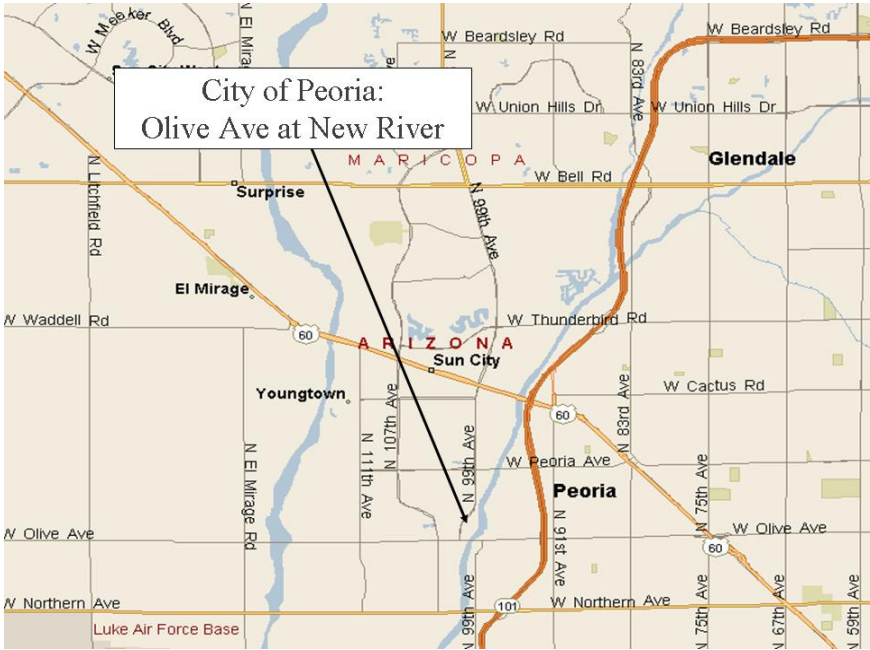 W Meeker Blvd
N El Mirage Rd
W Beardsley Rd
W Beardsley Rd
N 83rd Ave
City of Peoria:
Olive Ave at New River
W Union Hills Dr
W Union Hills Dr
MARICOPA
Glendale
N Litchfield Rd
W Bell Rd
Surprise
N 99th Ave
El Mirage
W Waddell Rd
60
W Thunderbird Rd
ARIZONA
Sun City
Youngtown
W Cactus Rd
60
N 107th Ave
N 83rd Ave
N 111th Ave
N El Mirage Rd
N 99th Ave
W Peoria Ave
Peoria
N 75th Ave
W Olive Ave
W Olive Ave
60
N 91st Ave
W Northern Ave
101
W Northern Ave
N 99th Ave
N 75th Ave
N 67th Ave
N 59th Ave
Luke Air Force Base